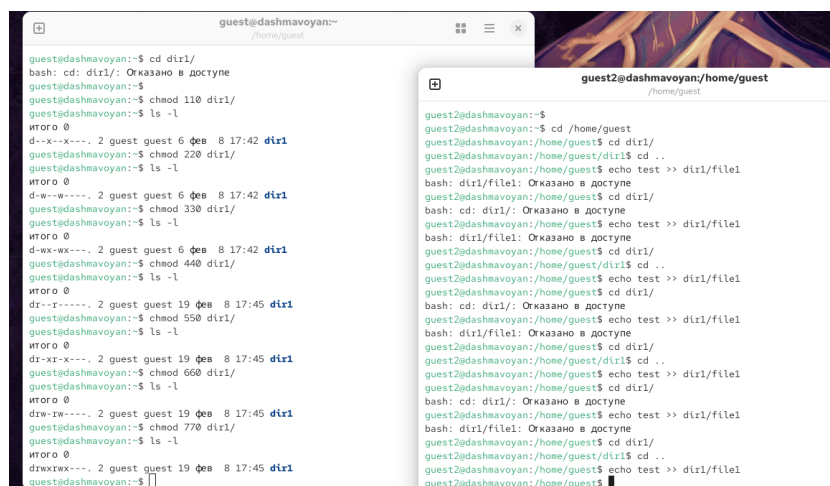 guest@dashmavoyan:~
/home/guest
guest@dashmavoyan:~$ cd dir1/
bash: cd: dir1/: Отказано в доступе
guest@dashmavoyan:~$
guest@dashmavoyan:~$ chmod 110 dir1/
guest@dashmavoyan:~$ ls -l
итого 0
d--x--x---. 2 guest guest 6 фев  8 17:42 dir1
guest@dashmavoyan:~$ chmod 220 dir1/
guest@dashmavoyan:~$ ls -l
итого 0
d-w--w----. 2 guest guest 6 фев  8 17:42 dir1
guest@dashmavoyan:~$ chmod 330 dir1/
guest@dashmavoyan:~$ ls -l
итого 0
d-wx-wx---. 2 guest guest 6 фев  8 17:42 dir1
guest@dashmavoyan:~$ chmod 440 dir1/
guest@dashmavoyan:~$ ls -l
итого 0
dr--r-----. 2 guest guest 19 фев  8 17:45 dir1
guest@dashmavoyan:~$ chmod 550 dir1/
guest@dashmavoyan:~$ ls -l
итого 0
dr-xr-x---. 2 guest guest 19 фев  8 17:45 dir1
guest@dashmavoyan:~$ chmod 660 dir1/
guest@dashmavoyan:~$ ls -l
итого 0
drw-rw----. 2 guest guest 19 фев  8 17:45 dir1
guest@dashmavoyan:~$ chmod 770 dir1/
guest@dashmavoyan:~$ ls -l
итого 0
drwxrwx---. 2 guest guest 19 фев  8 17:45 dir1
guest@dashmavoyan:~$
guest2@dashmavoyan:/home/guest
/home/guest
guest2@dashmavoyan:~$
guest2@dashmavoyan:~$ cd /home/guest
guest2@dashmavoyan:/home/guest$ cd dir1/
guest2@dashmavoyan:/home/guest/dir1$ cd ..
guest2@dashmavoyan:/home/guest$ echo test >> dir1/file1
bash: dir1/file1: Отказано в доступе
guest2@dashmavoyan:/home/guest$ cd dir1/
bash: cd: dir1/: Отказано в доступе
guest2@dashmavoyan:/home/guest$ echo test >> dir1/file1
bash: dir1/file1: Отказано в доступе
guest2@dashmavoyan:/home/guest$ cd dir1/
guest2@dashmavoyan:/home/guest/dir1$ cd ..
guest2@dashmavoyan:/home/guest$ echo test >> dir1/file1
guest2@dashmavoyan:/home/guest$ cd dir1/
bash: cd: dir1/: Отказано в доступе
guest2@dashmavoyan:/home/guest$ echo test >> dir1/file1
bash: dir1/file1: Отказано в доступе
guest2@dashmavoyan:/home/guest$ cd dir1/
guest2@dashmavoyan:/home/guest/dir1$ cd ..
guest2@dashmavoyan:/home/guest$ echo test >> dir1/file1
guest2@dashmavoyan:/home/guest$ cd dir1/
bash: cd: dir1/: Отказано в доступе
guest2@dashmavoyan:/home/guest$ echo test >> dir1/file1
bash: dir1/file1: Отказано в доступе
guest2@dashmavoyan:/home/guest$ cd dir1/
guest2@dashmavoyan:/home/guest/dir1$ cd ..
guest2@dashmavoyan:/home/guest$ echo test >> dir1/file1
guest2@dashmavoyan:/home/guest$